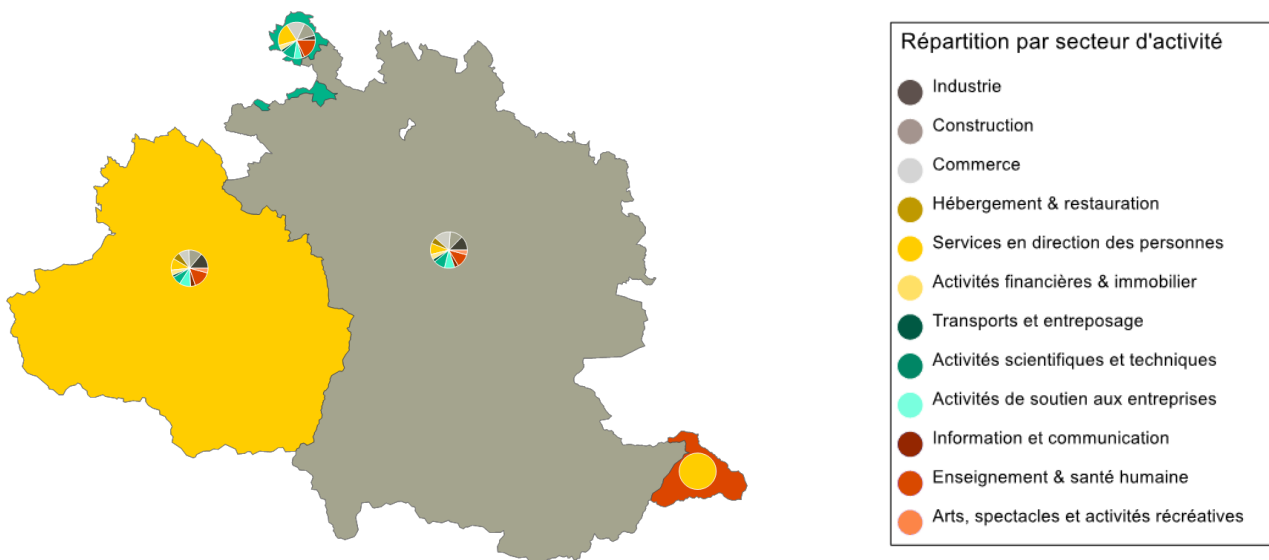 Répartition par secteur d'activité
Industrie
Construction
Commerce
Hébergement & restauration
Services en direction des personnes
Activités financières & immobilier
Transports et entreposage
Activités scientifiques et techniques
Activités de soutien aux entreprises
Information et communication
Enseignement & santé humaine
Arts, spectacles et activités récréatives